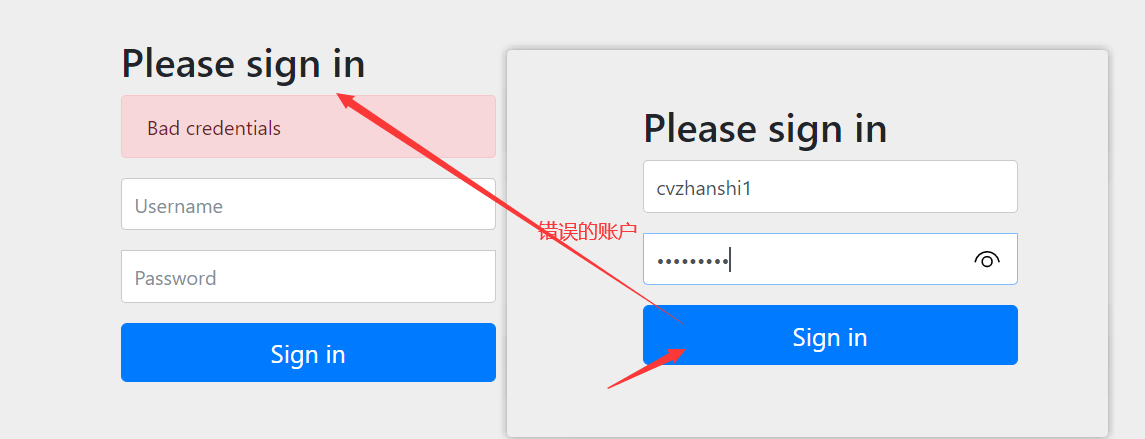 Please sign in
Bad credentials
Username
Password
Sign in
错误的账户
Please sign in
cvzhanshi1
•••••••••
Sign in